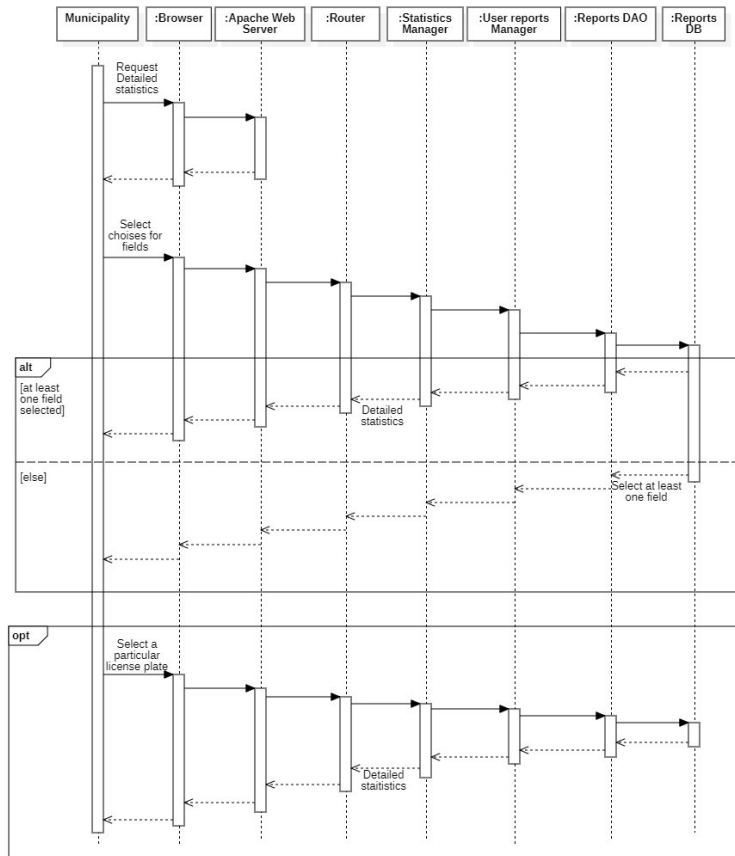 Municipality
:Browser
:Apache Web
Server
:Router
:Statistics
Manager
:User reports
Manager
:Reports DAO
:Reports
DB
Request
Detailed
statistics
Select
choises for
fields
alt
[at least
one field
selected]
Detailed
statistics
[else]
Select at least
one field
opt
Select a
particular
license plate
Detailed
staitistics